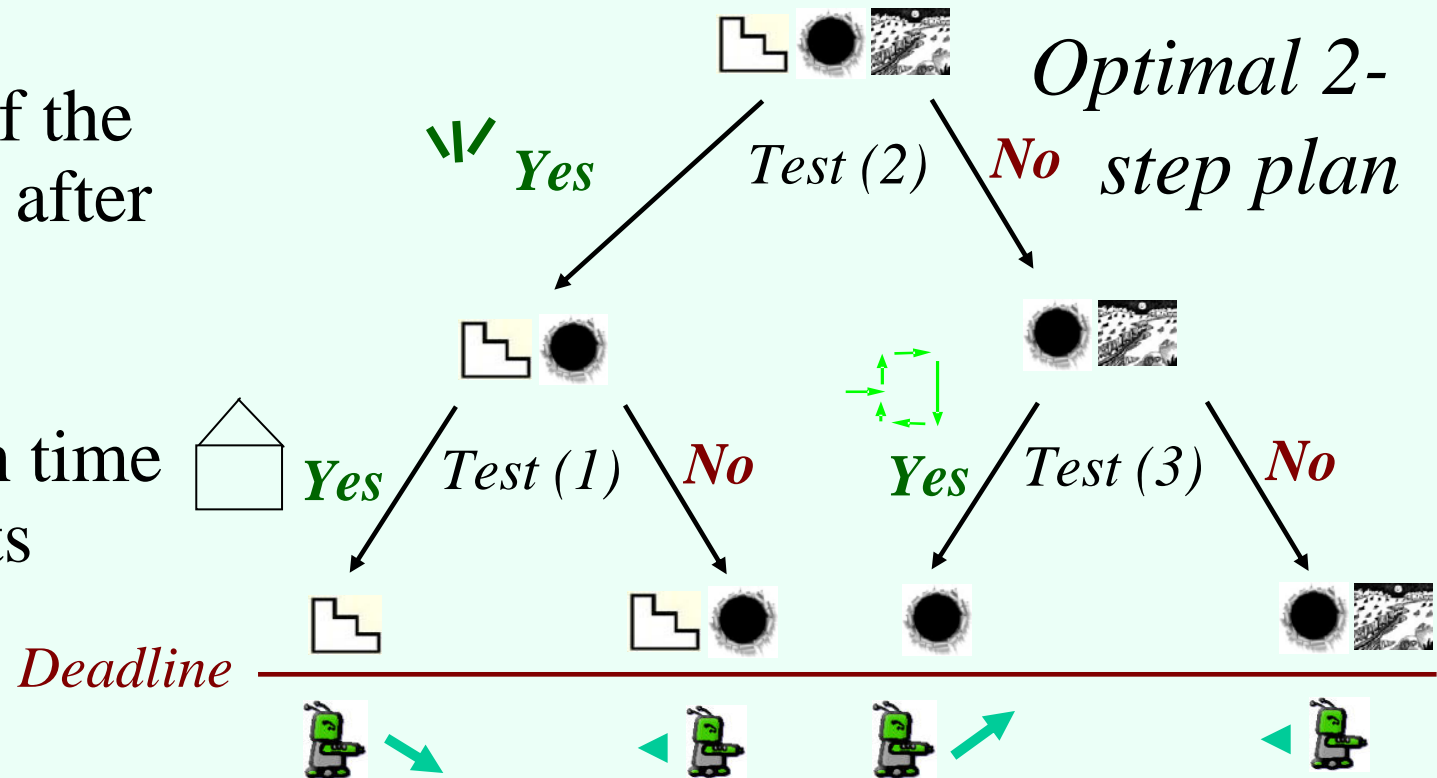 Optimal 2-
step plan
f the
after
Yes
Test (2)
No
time
ts
Yes
Test (1)
No
Yes
Test (3)
No
Deadline